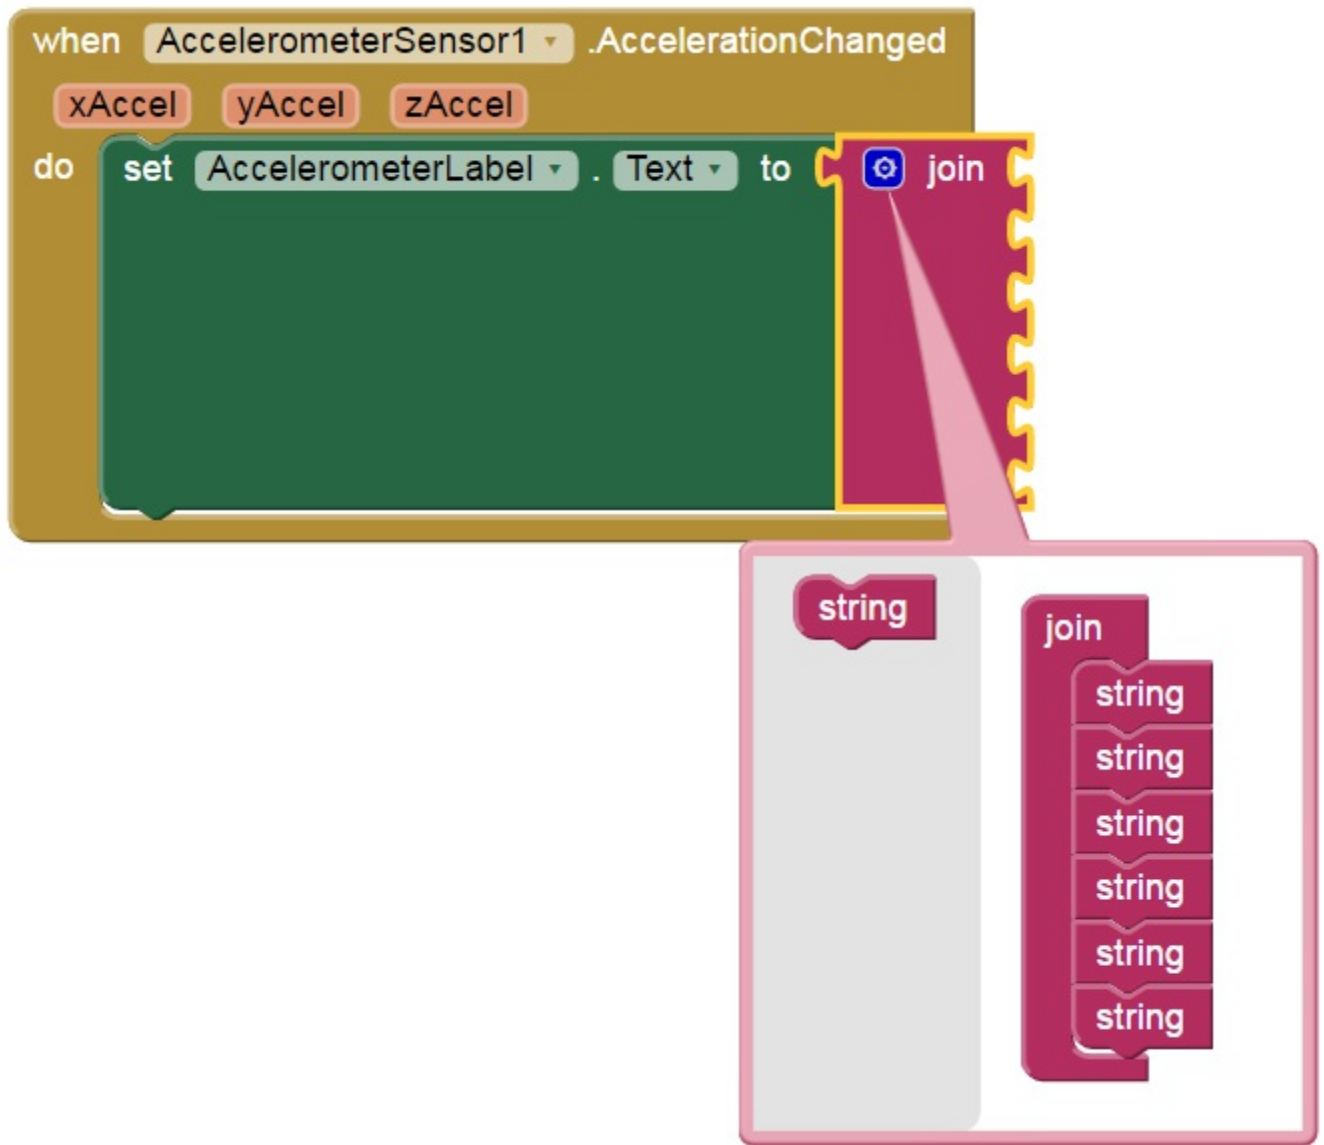 when AccelerometerSensor1 .AccelerationChanged
xAccel yAccel zAccel
do set AccelerometerLabel . Text to join
string
join
string
string
string
string
string
string